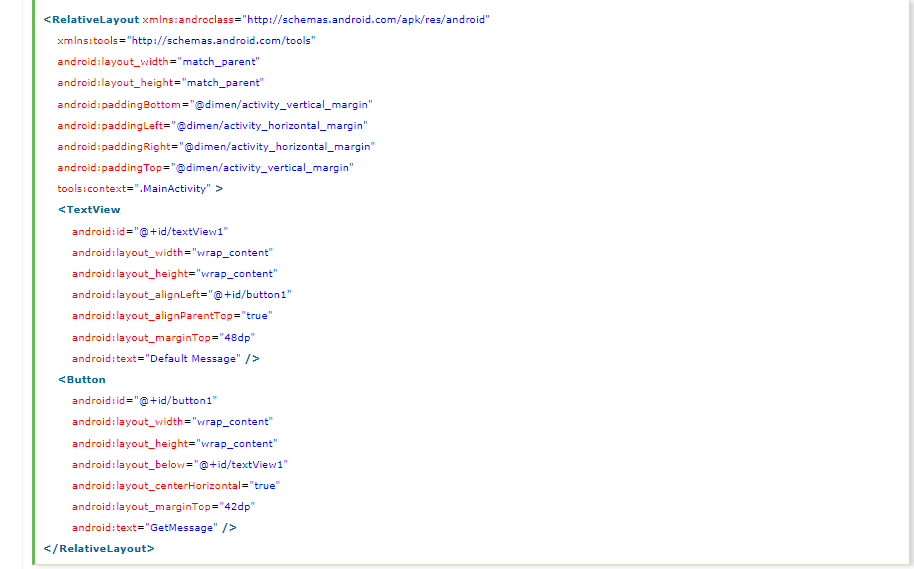 <RelativeLayout xmlns:androclass="http://schemas.android.com/apk/res/android"
xmlns:tools="http://schemas.android.com/tools"
android:layout_width="match_parent"
android:layout_height="match_parent"
android:paddingBottom="@dimen/activity_vertical_margin"
android:paddingLeft="@dimen/activity_horizontal_margin"
android:paddingRight="@dimen/activity_horizontal_margin"
android:paddingTop="@dimen/activity_vertical_margin"
tools:context=".MainActivity" >
<TextView
android:id="@+id/textView1"
android:layout_width="wrap_content"
android:layout_height="wrap_content"
android:layout_alignLeft="@+id/button1"
android:layout_alignParentTop="true"
android:layout_marginTop="48dp"
android:text="Default Message" />
<Button
android:id="@+id/button1"
android:layout_width="wrap_content"
android:layout_height="wrap_content"
android:layout_below="@+id/textView1"
android:layout_centerHorizontal="true"
android:layout_marginTop="42dp"
android:text="GetMessage" />
</RelativeLayout>